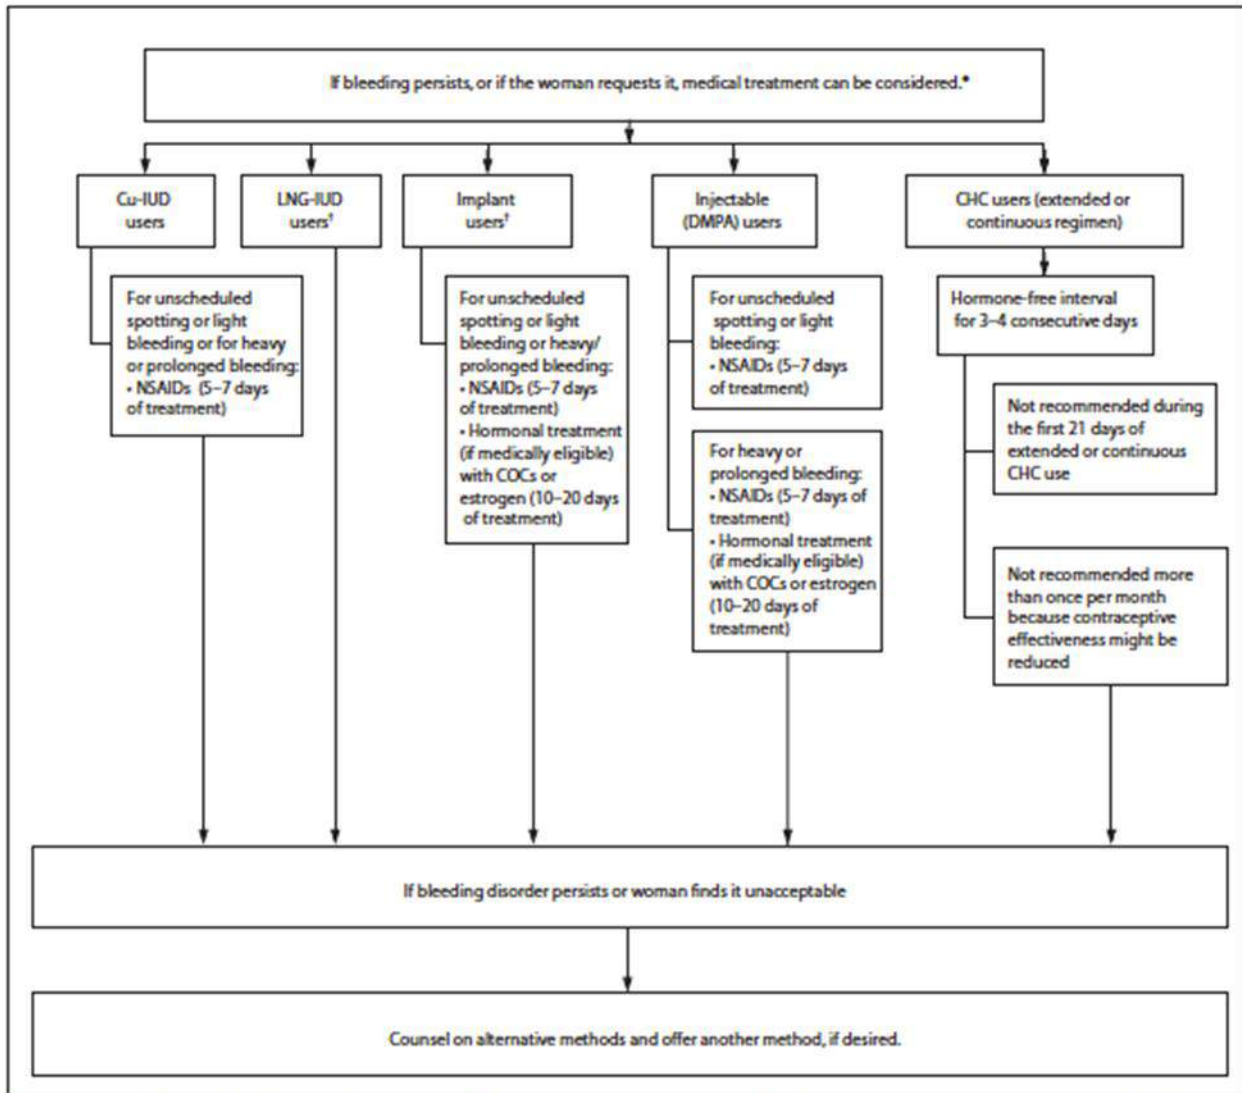 If bleeding persists, or if the woman requests it, medical treatment can be considered.*
Cu-IUD
users
LNG-IUD
users†
Implant
users†
Injectable
(DMPA) users
CHC users (extended or
continuous regimen)
For unscheduled
spotting or light
bleeding or for heavy
or prolonged bleeding:
• NSAIDs (5–7 days
of treatment)
For unscheduled
spotting or light
bleeding or heavy/
prolonged bleeding:
• NSAIDs (5–7 days
of treatment)
• Hormonal treatment
(if medically eligible)
with COCs or
estrogen (10–20 days
of treatment)
For unscheduled
spotting or light
bleeding:
• NSAIDs (5–7 days
of treatment)
For heavy or
prolonged bleeding:
• NSAIDs (5–7 days of
treatment)
• Hormonal treatment
(if medically eligible)
with COCs or estrogen
(10–20 days of
treatment)
Hormone-free interval
for 3–4 consecutive days
Not recommended during
the first 21 days of
extended or continuous
CHC use
Not recommended more
than once per month
because contraceptive
effectiveness might be
reduced
If bleeding disorder persists or woman finds it unacceptable
Counsel on alternative methods and offer another method, if desired.